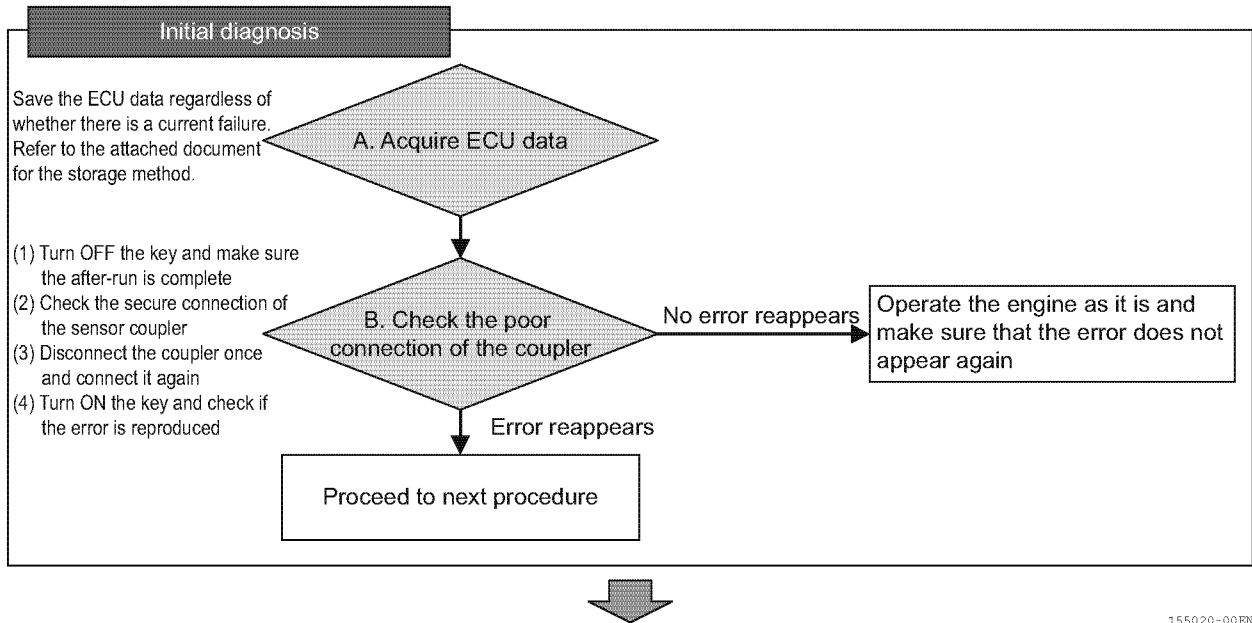 Initial diagnosis
Save the ECU data regardless of
whether there is a current failure.
Refer to the attached document
for the storage method.
A. Acquire ECU data
(1) Turn OFF the key and make sure
the after-run is complete
(2) Check the secure connection of
the sensor coupler
(3) Disconnect the coupler once
and connect it again
(4) Turn ON the key and check if
the error is reproduced
B. Check the poor
connection of the coupler
No error reappears
Operate the engine as it is and
make sure that the error does not
appear again
Error reappears
Proceed to next procedure
155020-00EN